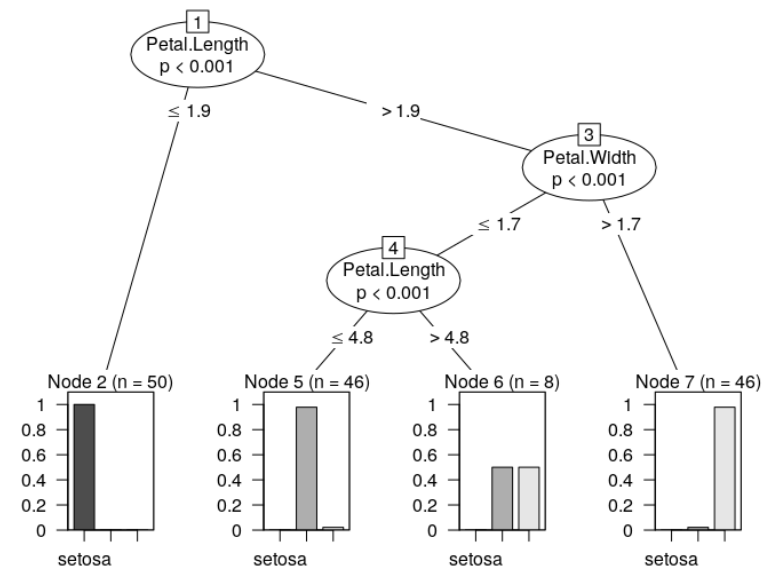 1
Petal.Length
p < 0.001
≤ 1.9
> 1.9
3
Petal.Width
p < 0.001
≤ 1.7
> 1.7
4
Petal.Length
p < 0.001
≤ 4.8
> 4.8
Node 2 (n = 50)
1
0.8
0.6
0.4
0.2
0
setosa
Node 5 (n = 46)
1
0.8
0.6
0.4
0.2
0
setosa
Node 6 (n = 8)
1
0.8
0.6
0.4
0.2
0
setosa
Node 7 (n = 46)
1
0.8
0.6
0.4
0.2
0
setosa